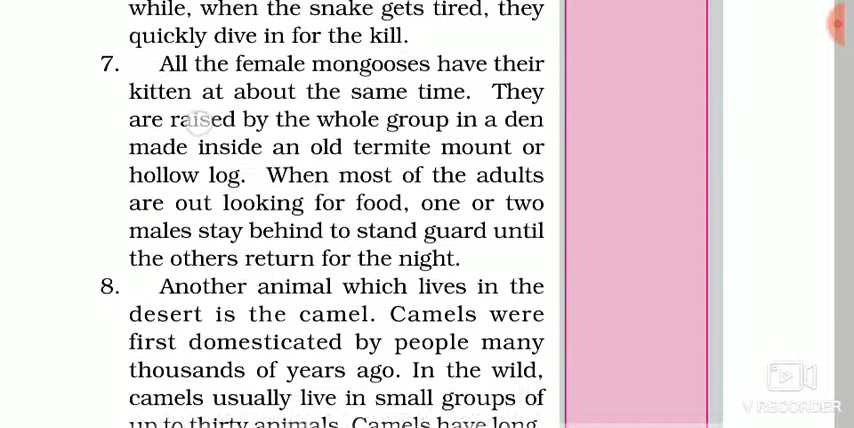 while, when the snake gets tired, they
quickly dive in for the kill.
7. All the female mongooses have their
kitten at about the same time. They
are raised by the whole group in a den
made inside an old termite mount or
hollow log. When most of the adults
are out looking for food, one or two
males stay behind to stand guard until
the others return for the night.
8. Another animal which lives in the
desert is the camel. Camels were
first domesticated by people many
thousands of years ago. In the wild,
camels usually live in small groups of
up to thirty animals. Camels have long,
V RECORDER